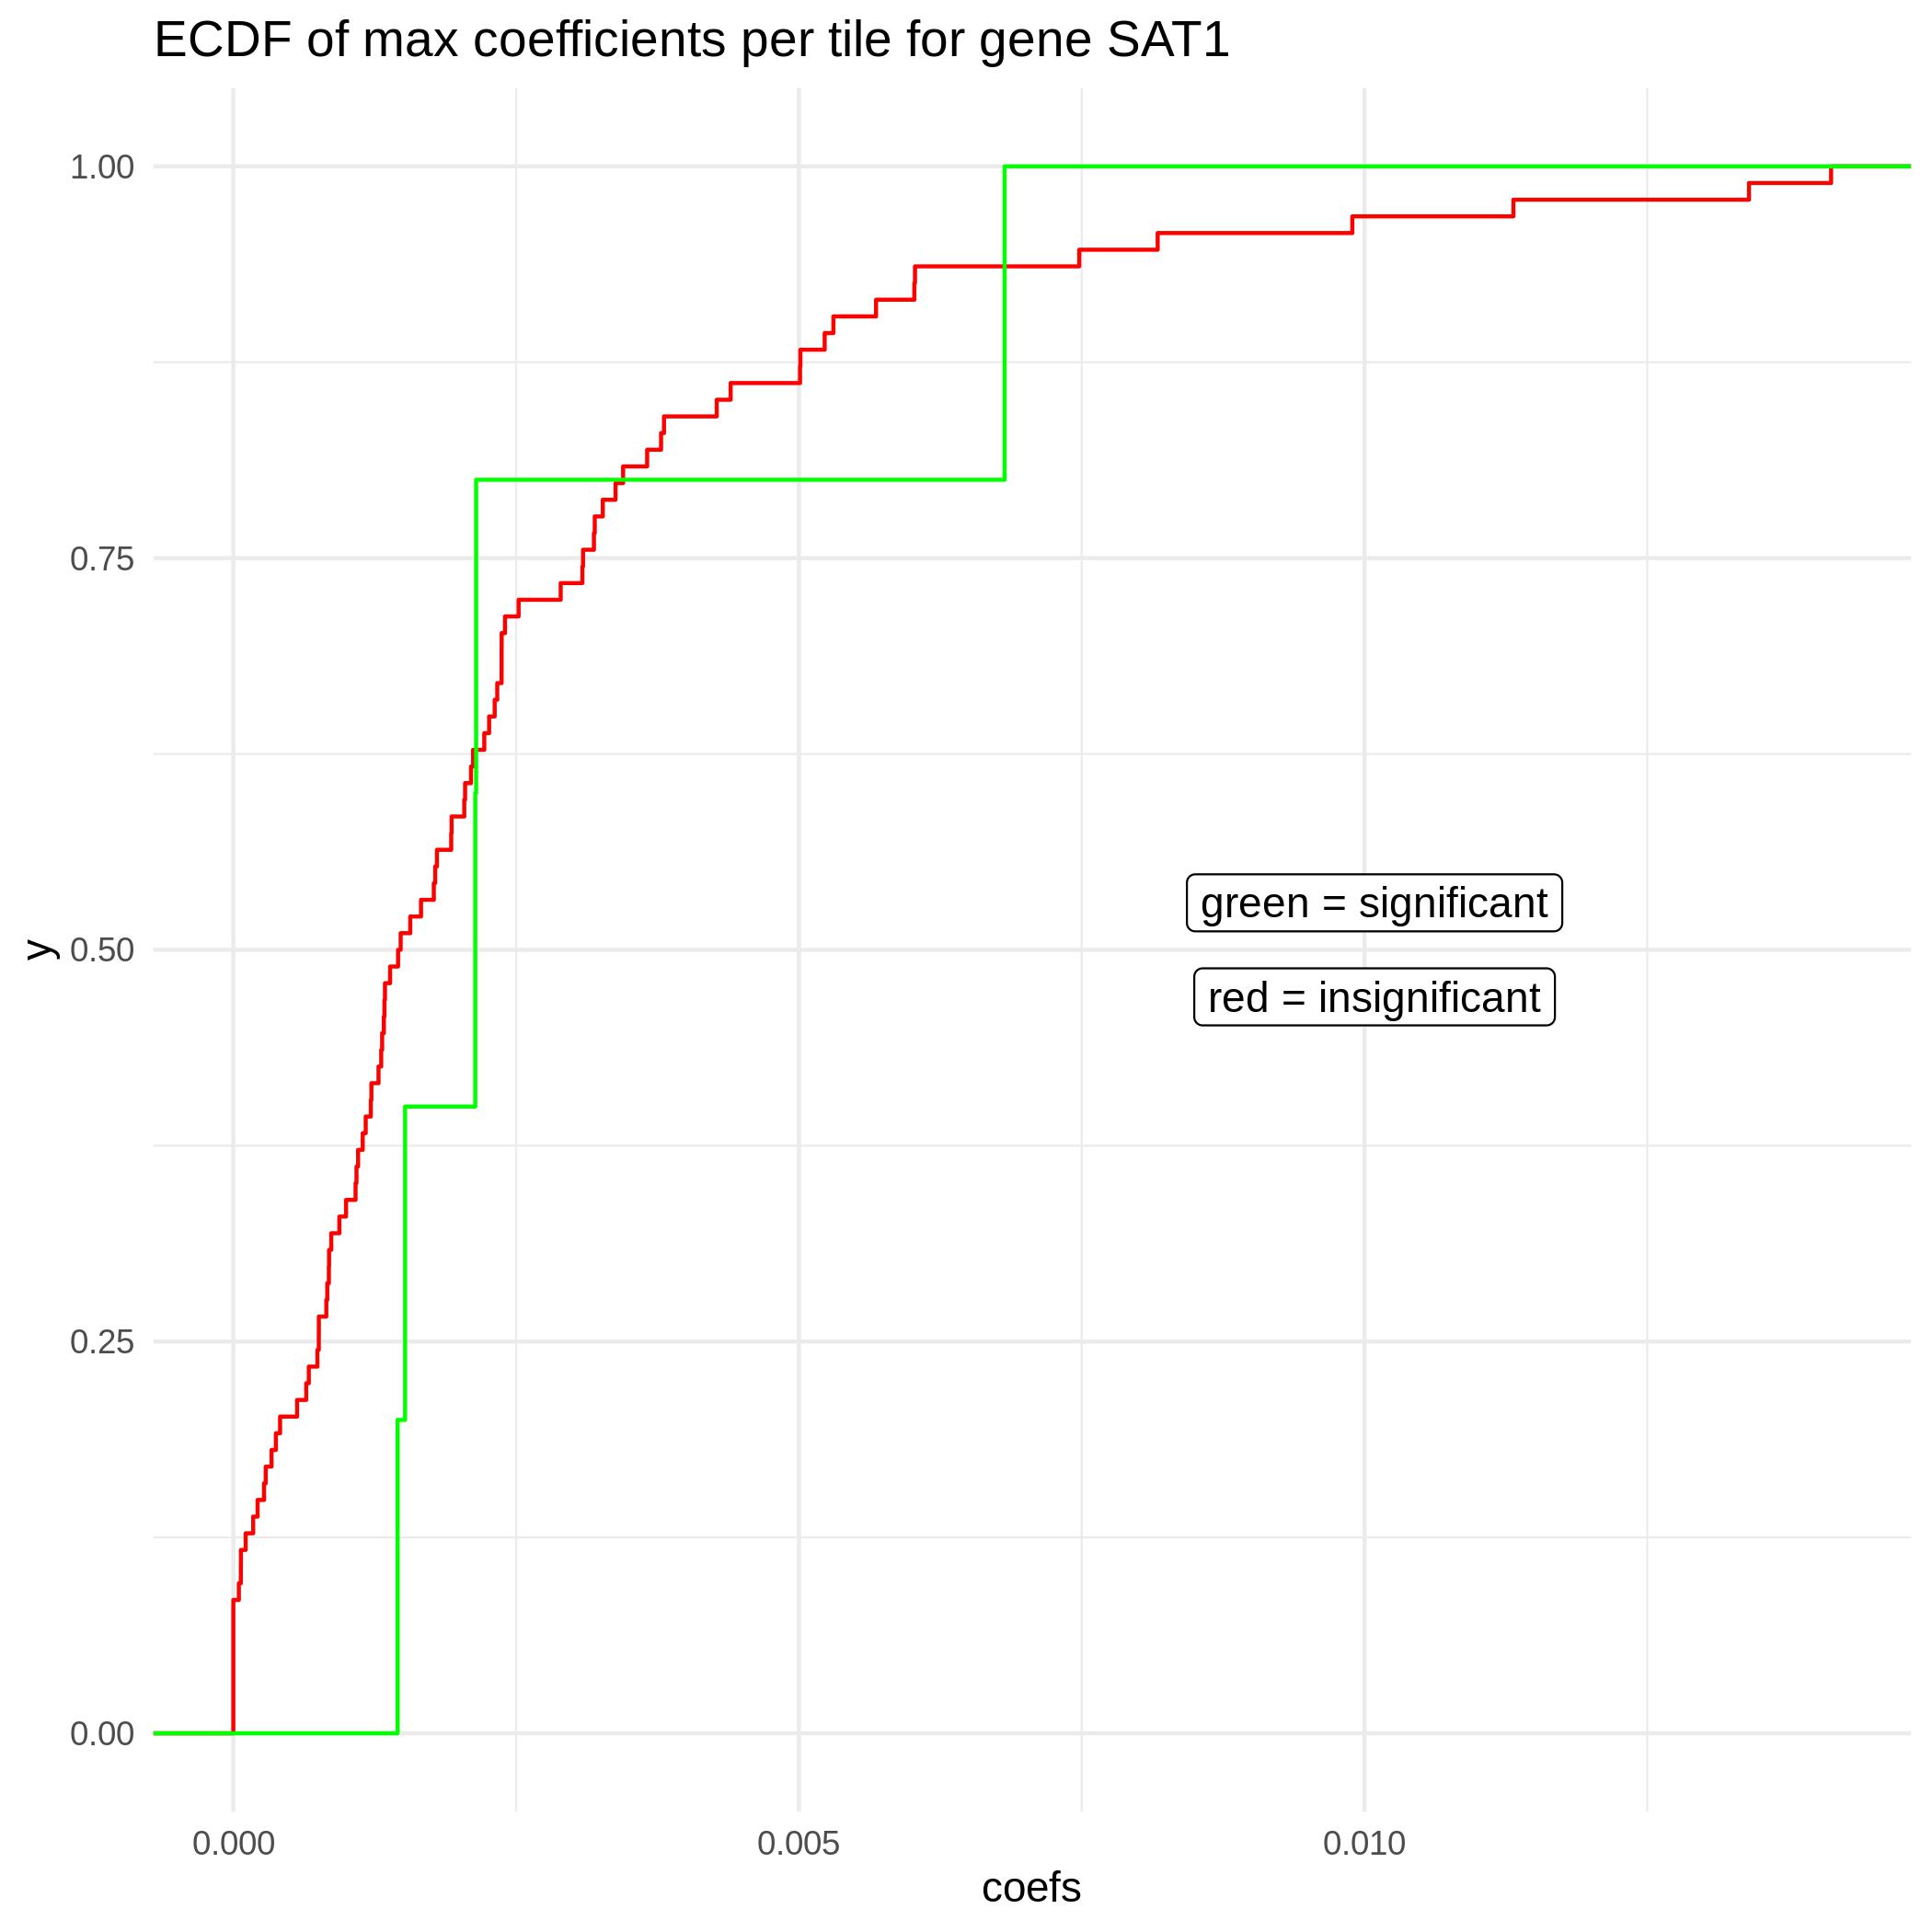 ECDF of max coefficients per tile for gene SAT1
1.00
0.75
0.50
0.25
0.00
y
green = significant
red = insignificant
0.000 0.005 0.010
coefs